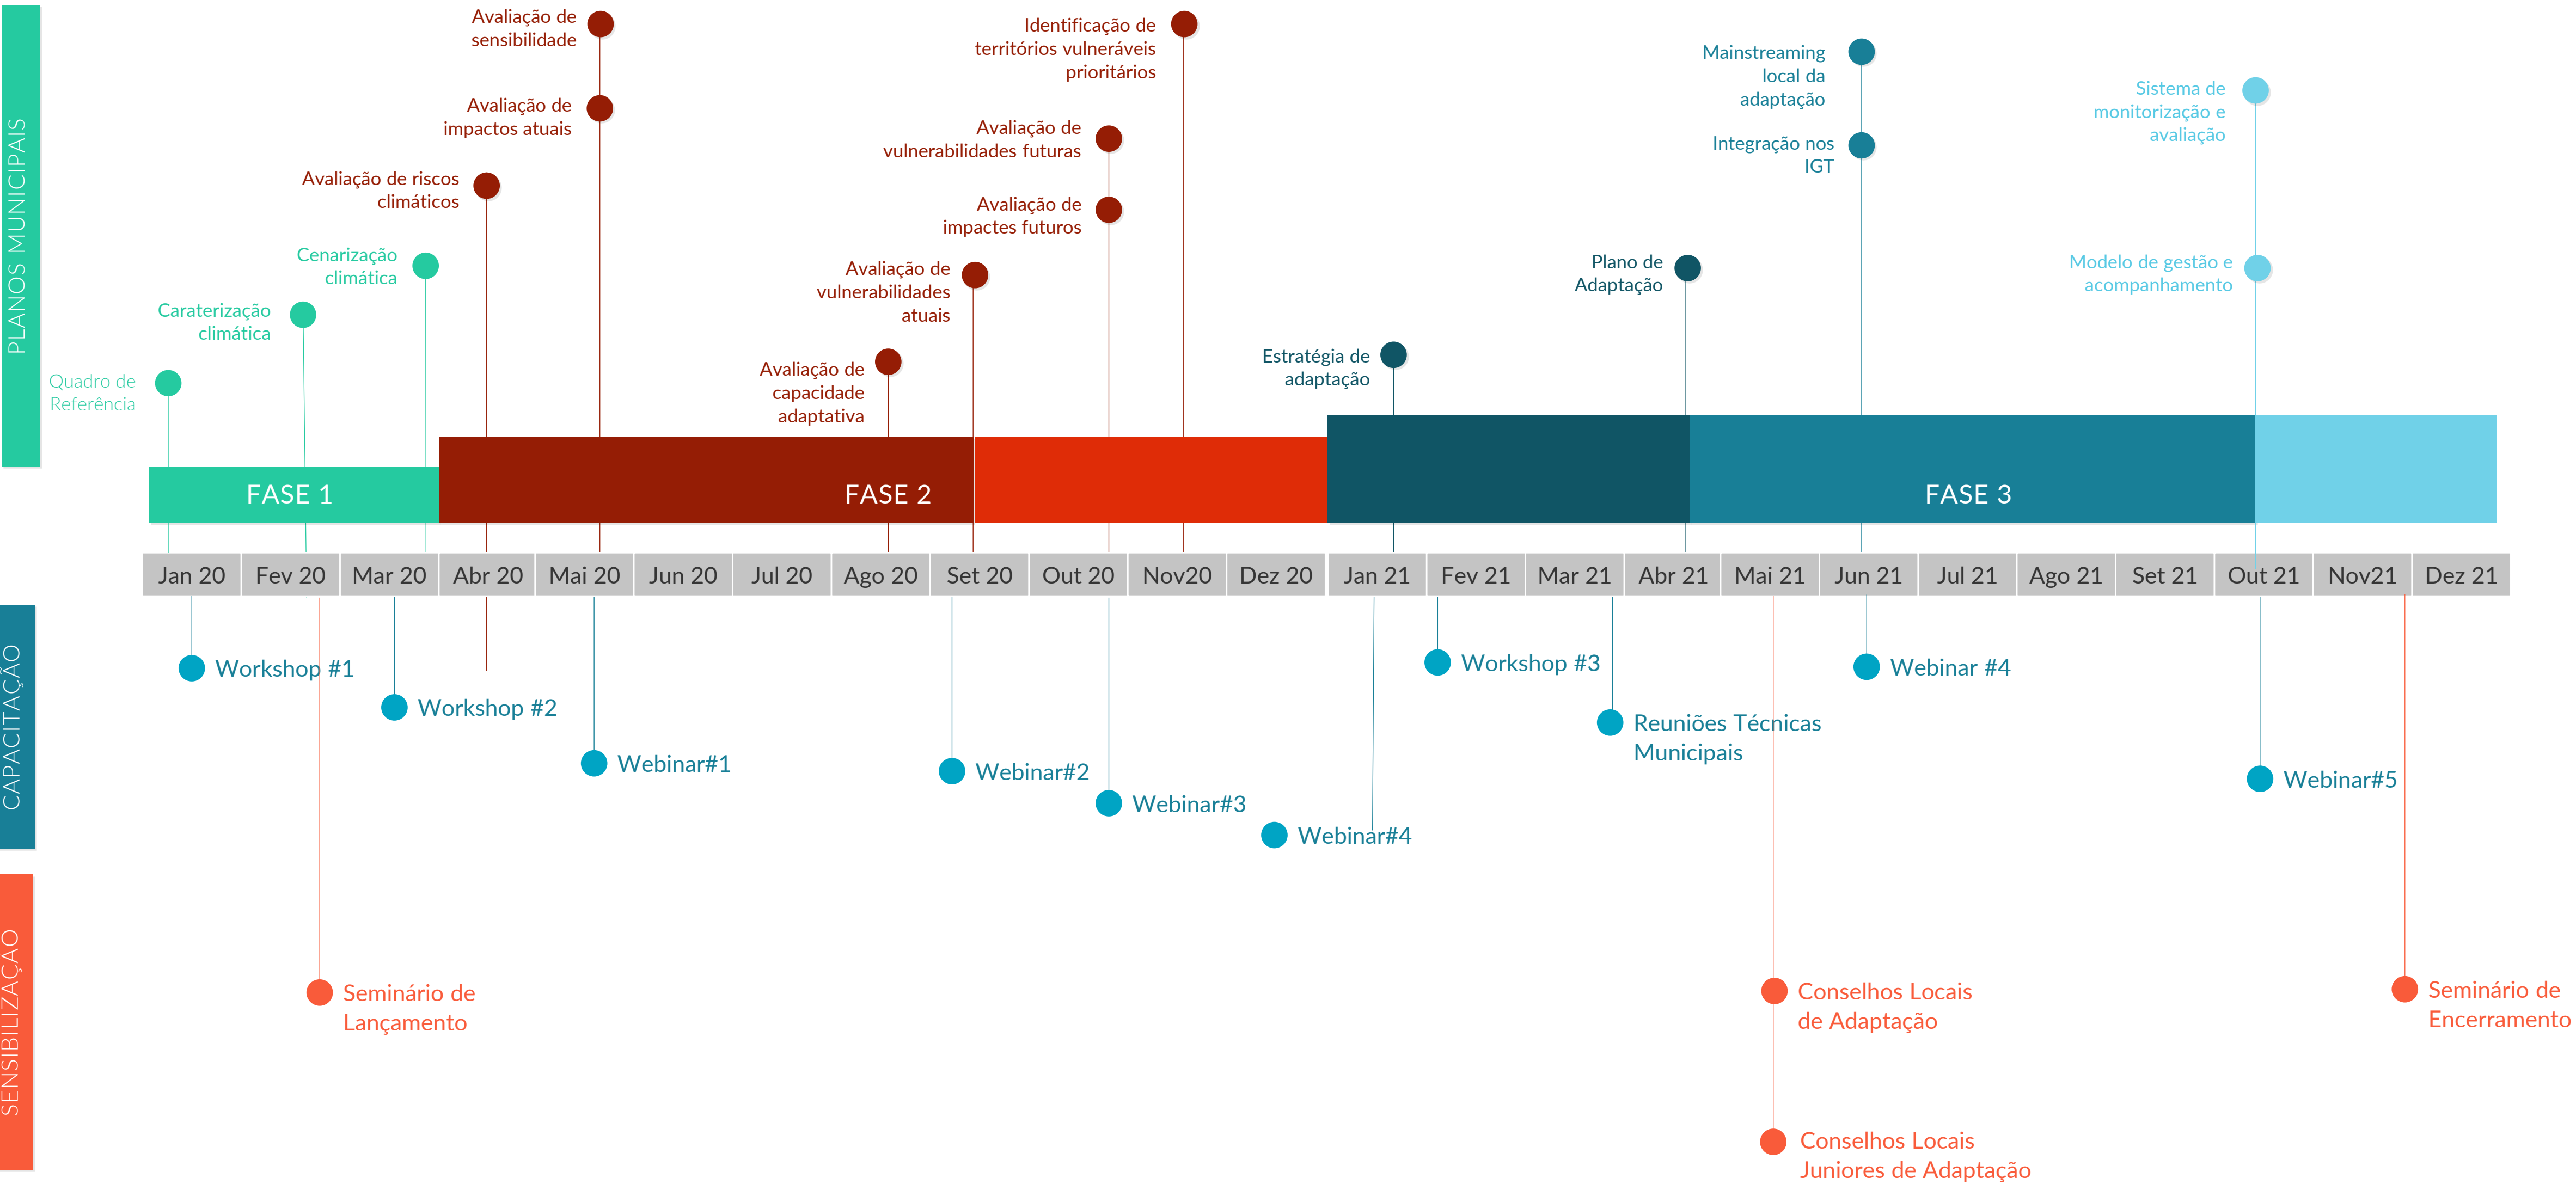 PLANOS MUNICIPAIS
Quadro de
Referência
Caraterização
climática
Cenarização
climática
Avaliação de riscos
climáticos
Avaliação de
sensibilidade
Avaliação de
impactos atuais
Avaliação de
capacidade
adaptativa
Avaliação de
vulnerabilidades
atuais
Avaliação de
impactes futuros
Avaliação de
vulnerabilidades futuras
Identificação de
territórios vulneráveis
prioritários
Estratégia de
adaptação
Plano de
Adaptação
Mainstreaming
local da
adaptação
Integração nos
IGT
Sistema de
monitorização e
avaliação
Modelo de gestão e
acompanhamento
FASE 1
FASE 2
FASE 3
Jan 20
Fev 20
Mar 20
Abr 20
Mai 20
Jun 20
Jul 20
Ago 20
Set 20
Out 20
Nov20
Dez 20
Jan 21
Fev 21
Mar 21
Abr 21
Mai 21
Jun 21
Jul 21
Ago 21
Set 21
Out 21
Nov21
Dez 21
CAPACITAÇÃO
Workshop #1
Workshop #2
Webinar#1
Webinar#2
Webinar#3
Webinar#4
Workshop #3
Reuniões Técnicas
Municipais
Webinar #4
Webinar#5
SENSIBILIZAÇAO
Seminário de
Lançamento
Conselhos Locais
de Adaptação
Conselhos Locais
Juniores de Adaptação
Seminário de
Encerramento